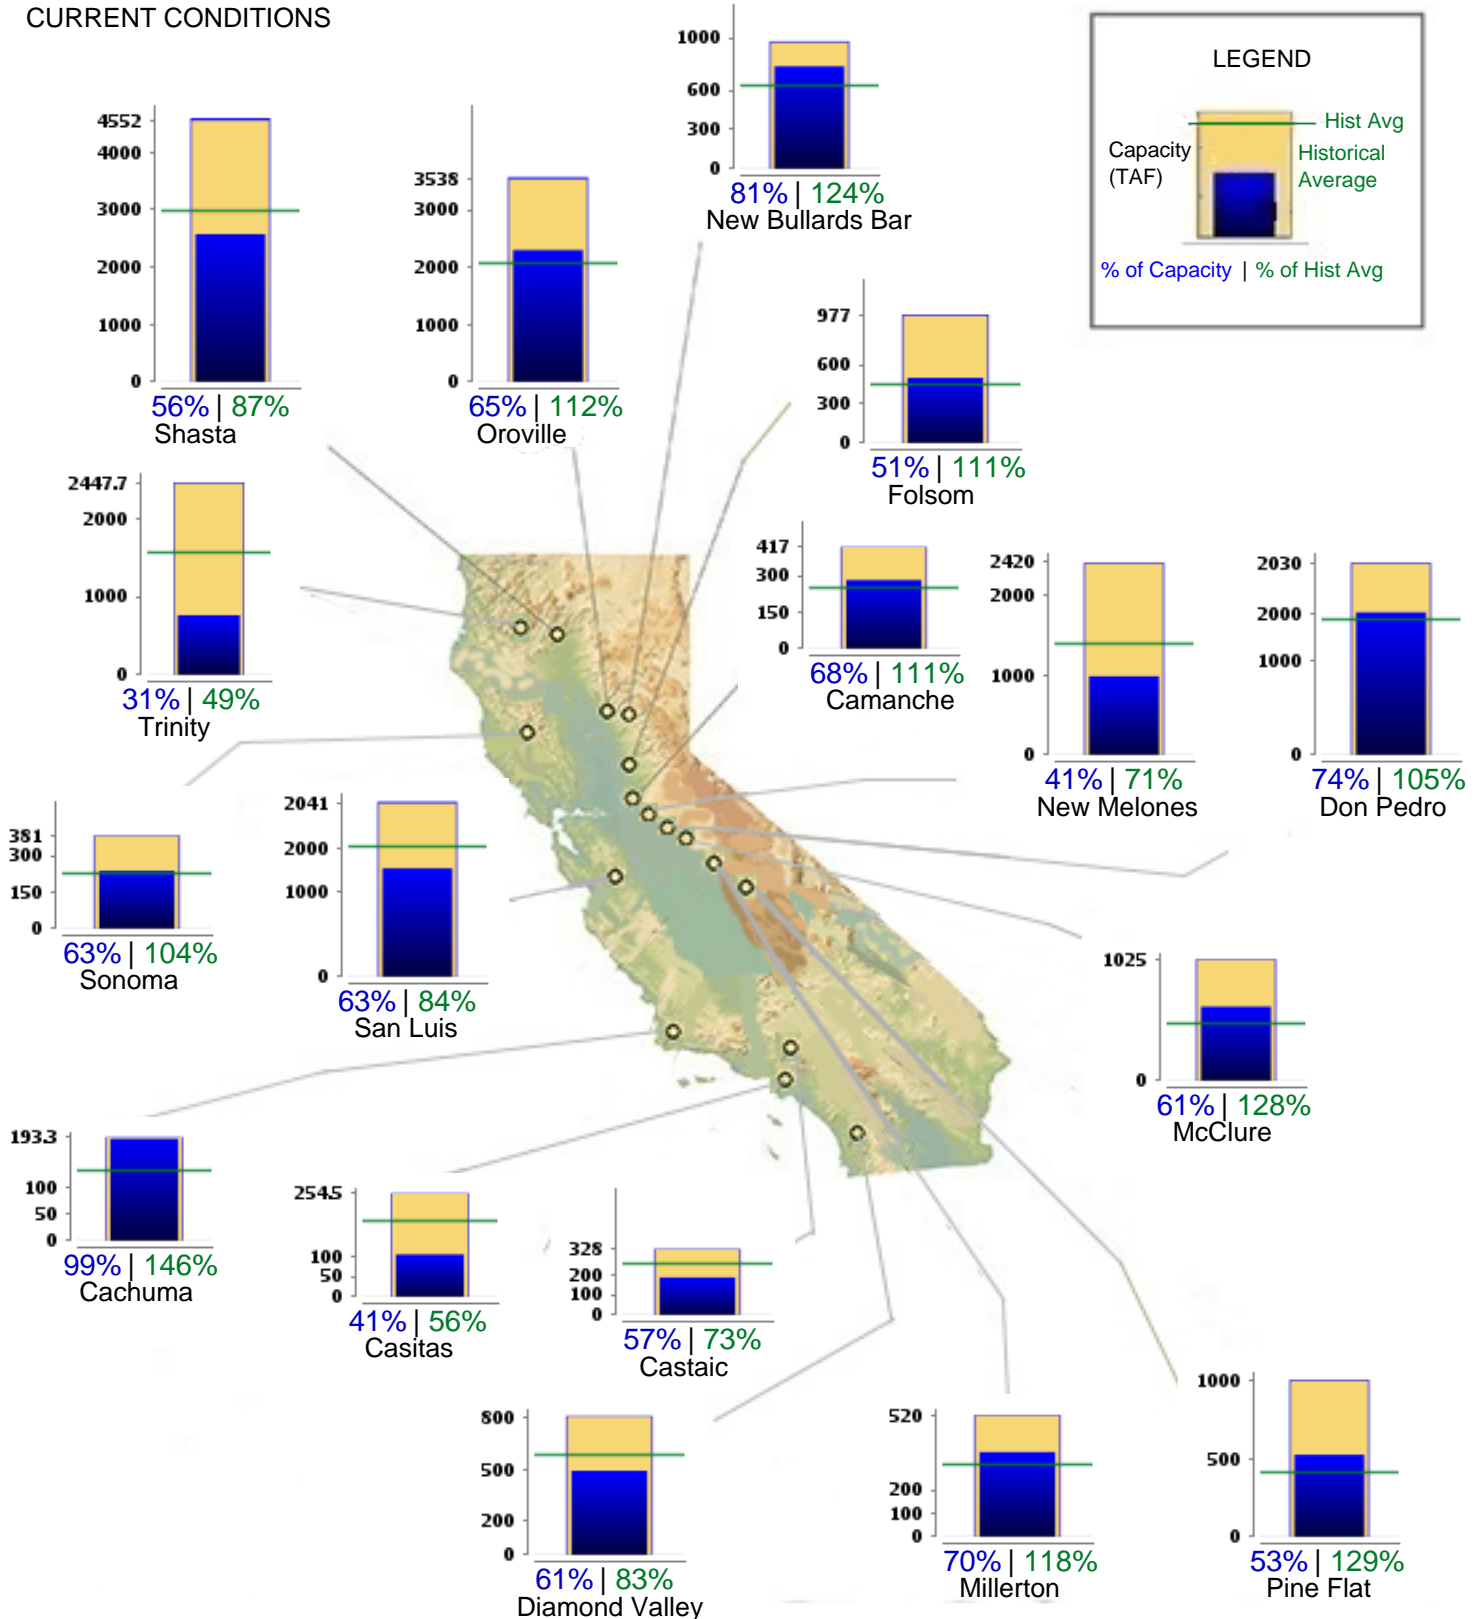 CURRENT CONDITIONS
LEGEND
Hist Avg
Capacity
(TAF)
Historical
Average
% of Capacity | % of Hist Avg
1000
600
300
0
81% | 124%
New Bullards Bar
4552
4000
3000
2000
1000
0
56% | 87%
Shasta
3538
3000
2000
1000
0
65% | 112%
Oroville
977
600
300
0
51% | 111%
Folsom
2447.7
2000
1000
0
31% | 49%
Trinity
417
300
150
0
68% | 111%
Camanche
2420
2000
1000
0
41% | 71%
New Melones
2030
2000
1000
0
74% | 105%
Don Pedro
381
300
150
0
63% | 104%
Sonoma
2041
2000
1000
0
63% | 84%
San Luis
1025
0
61% | 128%
McClure
193.3
100
50
0
99% | 146%
Cachuma
254.5
100
50
0
41% | 56%
Casitas
328
200
100
0
57% | 73%
Castaic
800
500
200
0
61% | 83%
Diamond Valley
520
200
100
0
70% | 118%
Millerton
1000
500
0
53% | 129%
Pine Flat